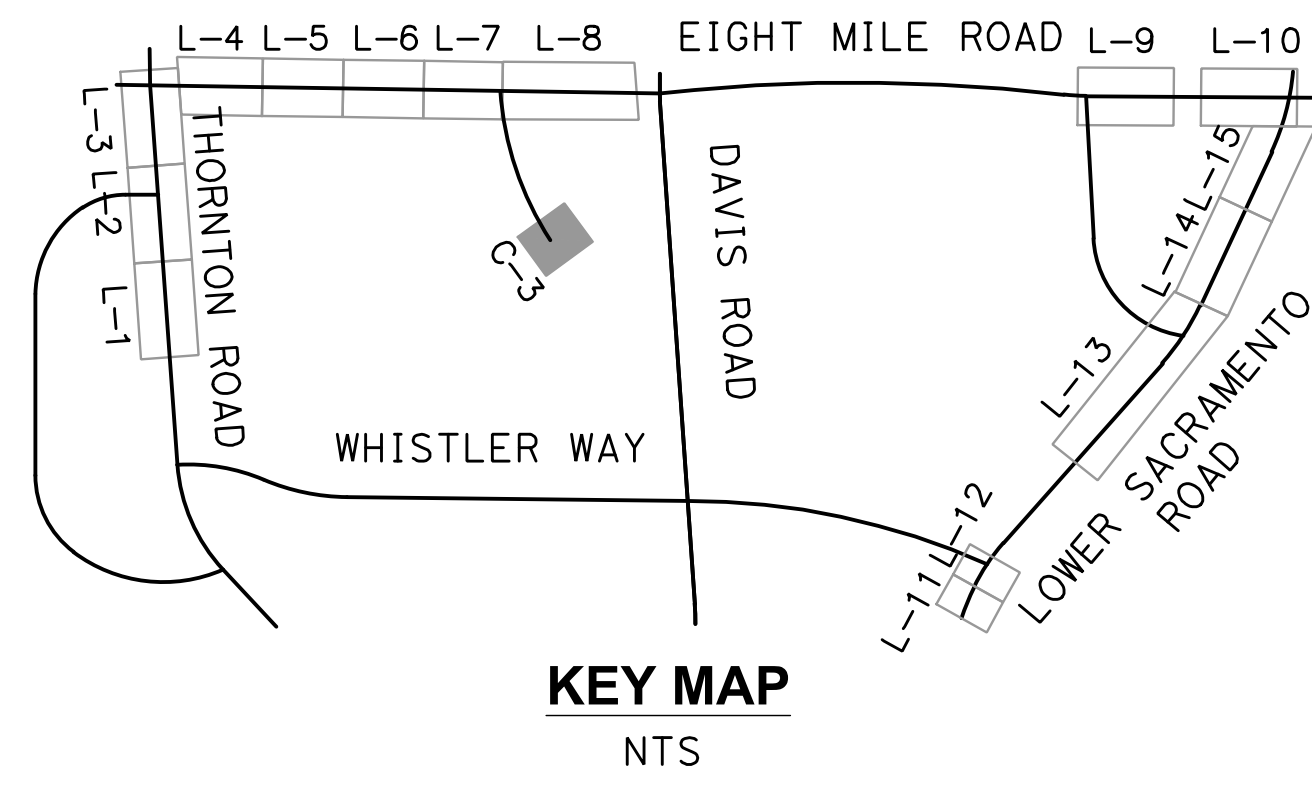 L-4 L-5 L-6 L-7 L-8 EIGHT MILE ROAD L-9 L-10
L-3
L-2
L-1
THORNTON ROAD
C-3
DAVIS ROAD
L-15
L-14
L-13
WHISTLER WAY
L-12
L-11
LOWER SACRAMENTO
ROAD
KEY MAP
NTS